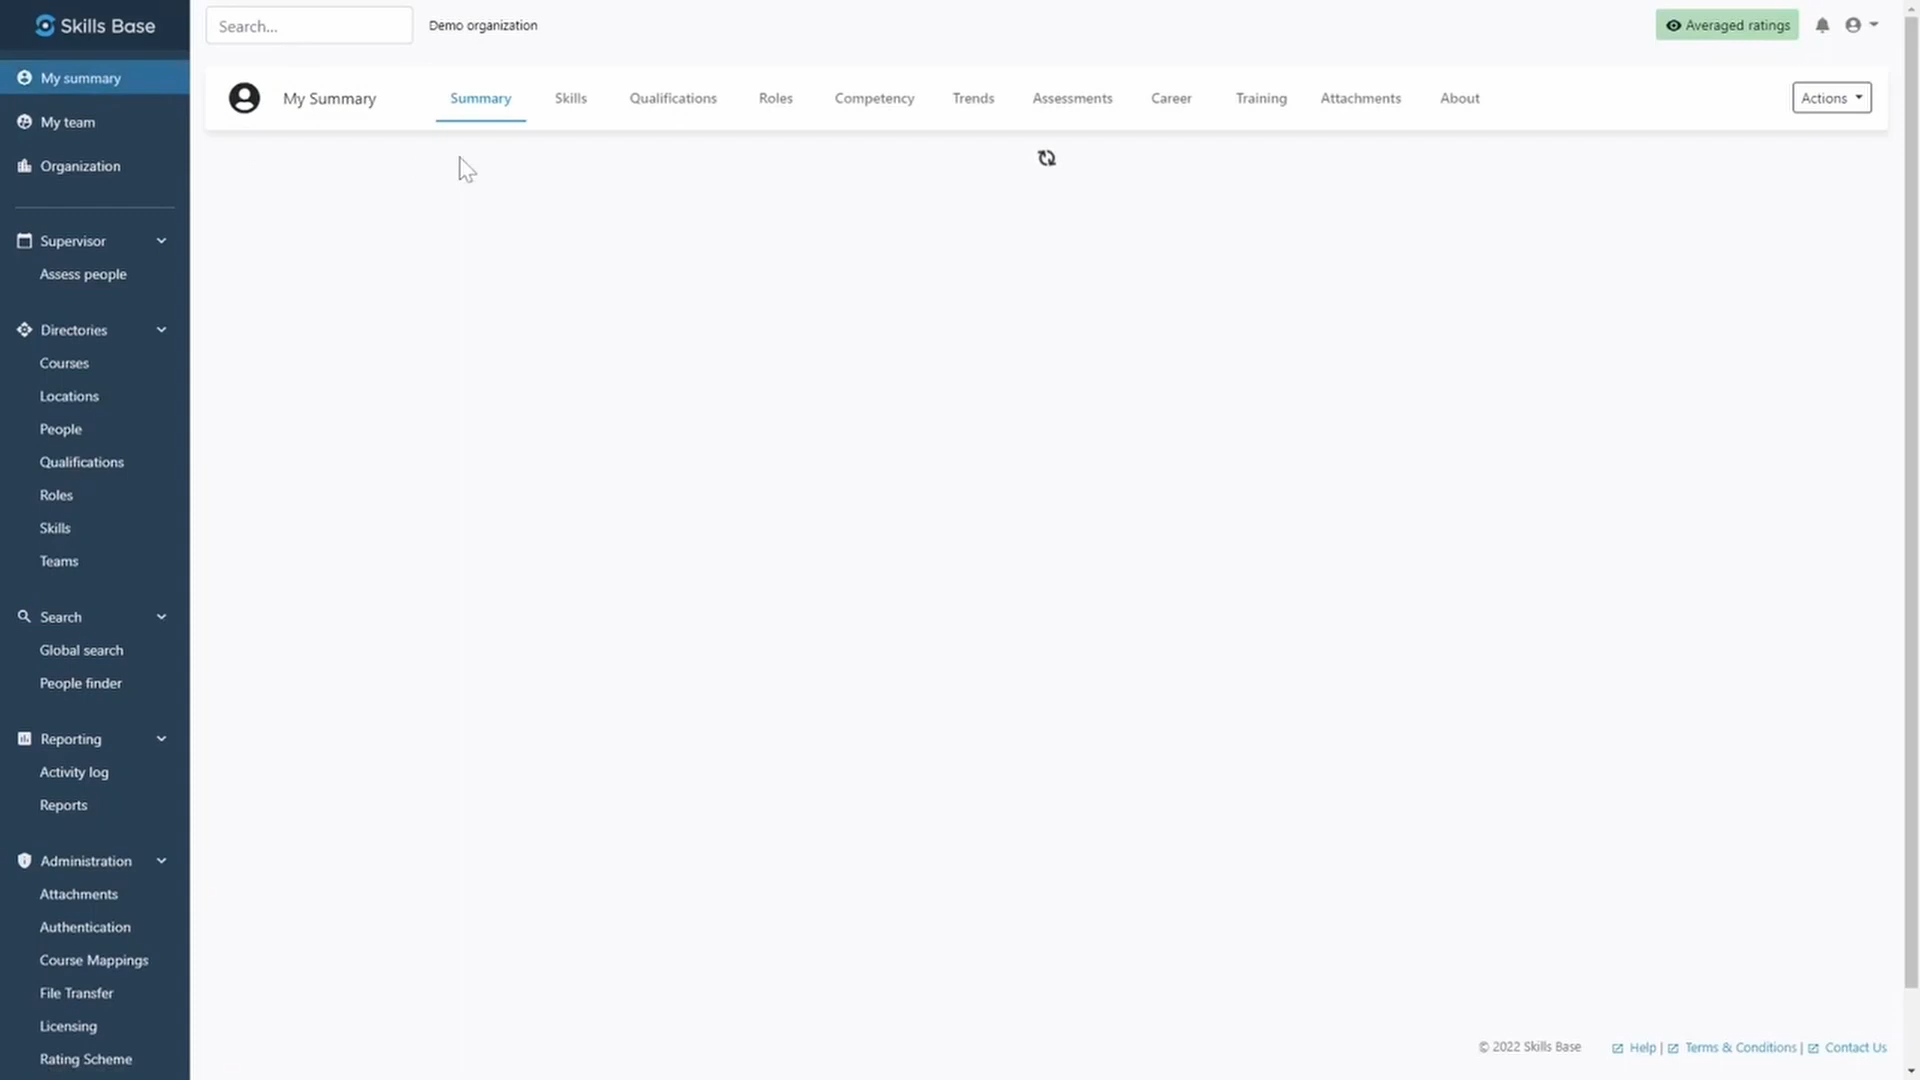 Skills Base
Search...
Demo organization
Averaged ratings
My summary
My team
Organization
Supervisor
Assess people
Directories
Courses
Locations
People
Qualifications
Roles
Skills
Teams
Search
Global search
People finder
Reporting
Activity log
Reports
Administration
Attachments
Authentication
Course Mappings
File Transfer
Licensing
Rating Scheme
My Summary
Summary
Skills
Qualifications
Roles
Competency
Trends
Assessments
Career
Training
Attachments
About
Actions
© 2022 Skills Base
Help | Terms & Conditions | Contact Us